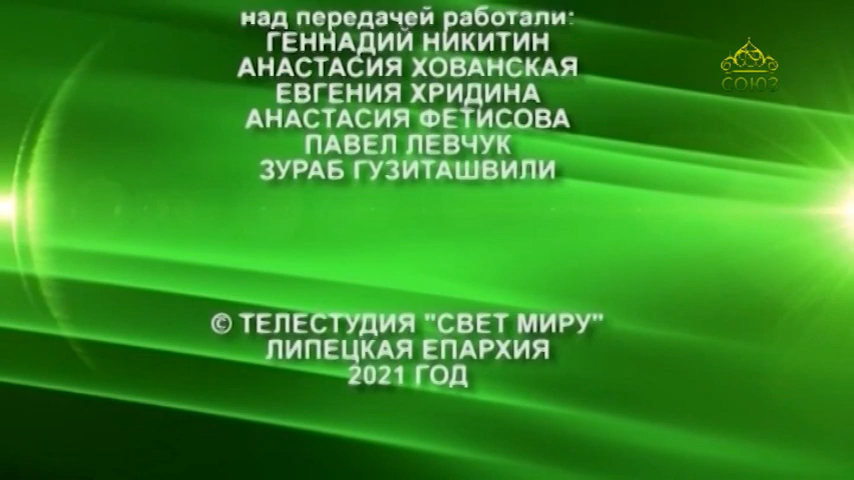 над передачей работали:
ГЕННАДИЙ НИКИТИН
АНАСТАСИЯ ХОВАНСКАЯ
ЕВГЕНИЯ ХРИДИНА
АНАСТАСИЯ ФЕТИСОВА
ПАВЕЛ ЛЕВЧУК
ЗУРАБ ГУЗИТАШВИЛИ
СОЮЗ
© ТЕЛЕСТУДИЯ "СВЕТ МИРУ"
ЛИПЕЦКАЯ ЕПАРХИЯ
2021 ГОД